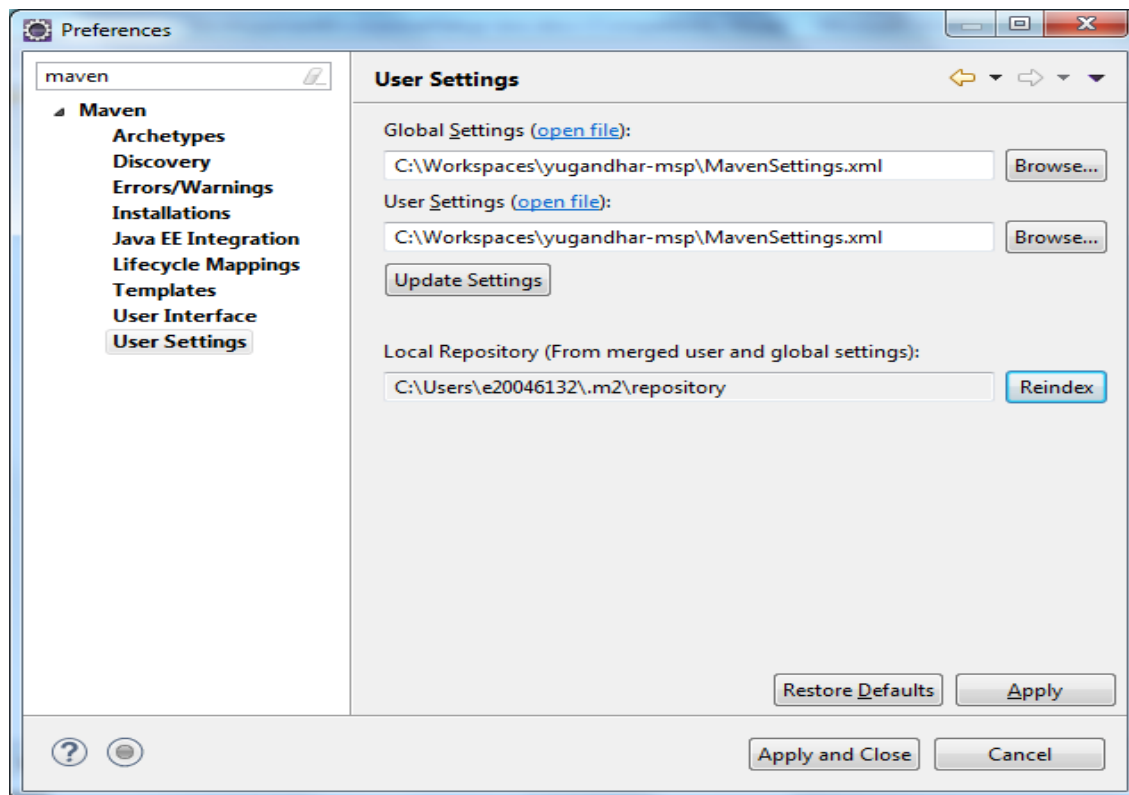 Preferences
maven
Maven
Archetypes
Discovery
Errors/Warnings
Installations
Java EE Integration
Lifecycle Mappings
Templates
User Interface
User Settings
User Settings
Global Settings (open file):
C:\Workspaces\yugandhar-msp\MavenSettings.xml Browse...
User Settings (open file):
C:\Workspaces\yugandhar-msp\MavenSettings.xml Browse...
Update Settings
Local Repository (From merged user and global settings):
C:\Users\e20046132\.m2\repository Reindex
Restore Defaults Apply
? Apply and Close Cancel